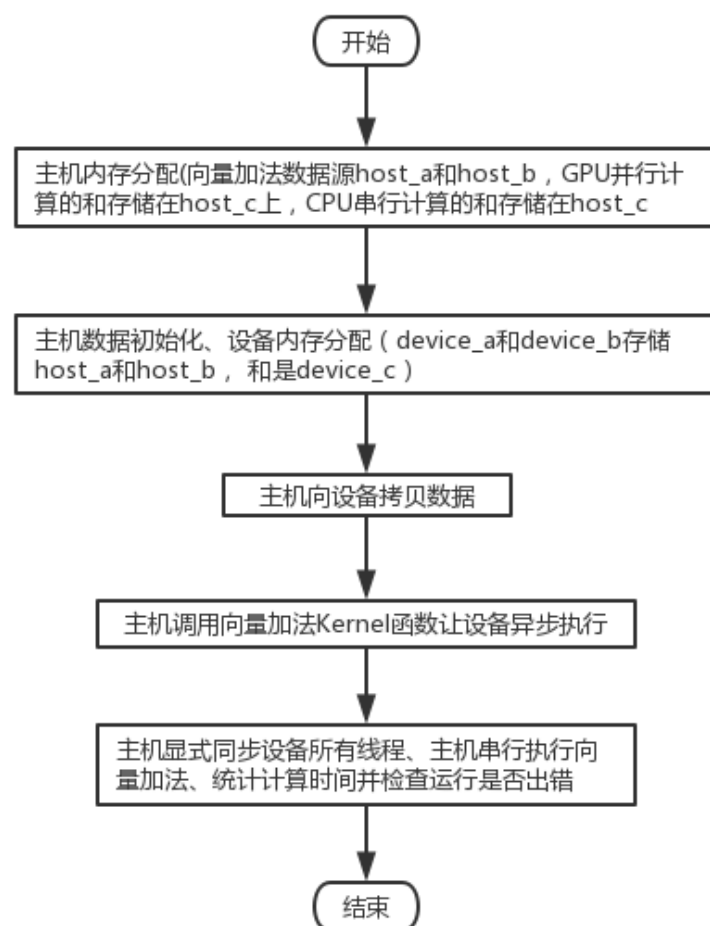 开始
主机内存分配(向量加法数据源host_a和host_b，GPU并行计
算的和存储在host_c上，CPU串行计算的和存储在host_c
主机数据初始化、设备内存分配（device_a和device_b存储
host_a和host_b， 和是device_c）
主机向设备拷贝数据
主机调用向量加法Kernel函数让设备异步执行
主机显式同步设备所有线程、主机串行执行向
量加法、统计计算时间并检查运行是否出错
结束